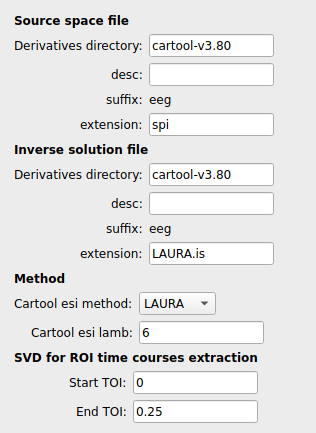 Source space file
Derivatives directory: cartool-v3.80
desc:
suffix: eeg
extension: spi
Inverse solution file
Derivatives directory: cartool-v3.80
desc:
suffix: eeg
extension: LAURA.is
Method
Cartool esi method: LAURA
Cartool esi lamb: 6
SVD for ROI time courses extraction
Start TOI: 0
End TOI: 0.25